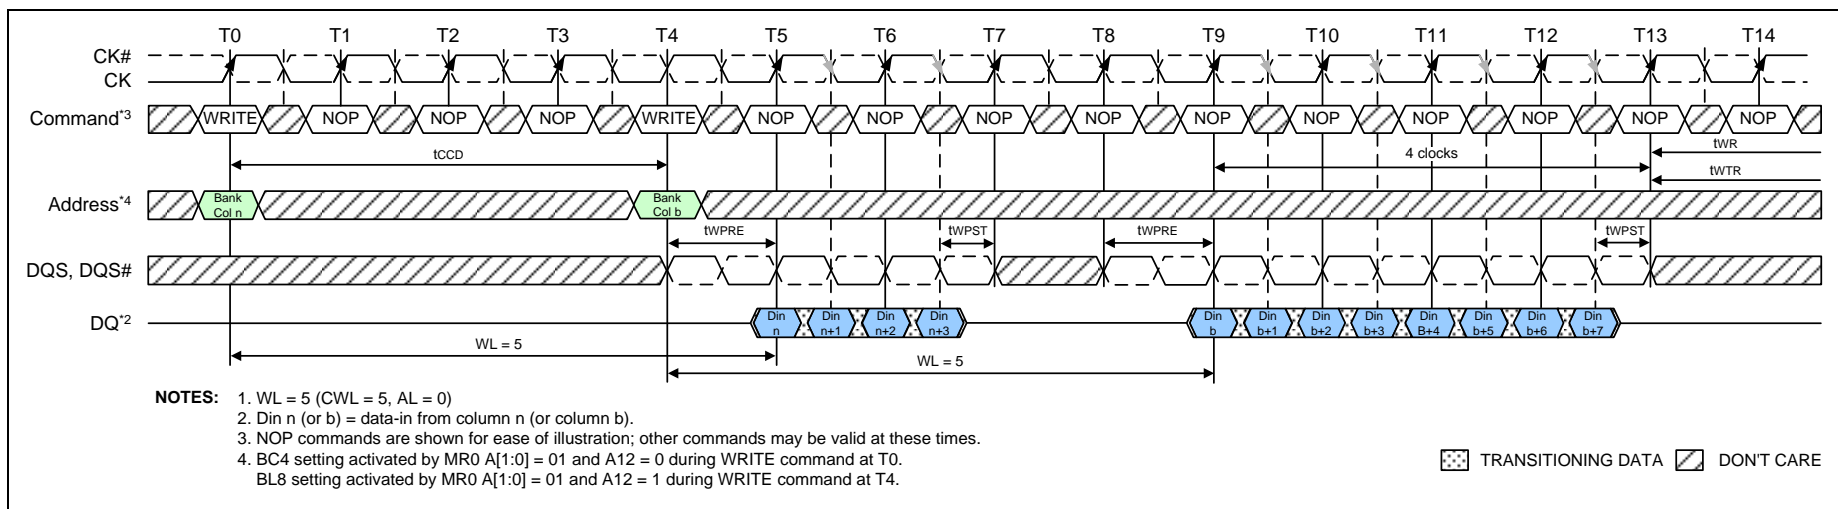 T0 T1 T2 T3 T4 T5 T6 T7 T8 T9 T10 T11 T12 T13 T14
CK#
CK
Command*3 WRITE NOP NOP NOP WRITE NOP NOP NOP NOP NOP NOP NOP NOP NOP NOP
tCCD 4 clocks tWR
tWTR
Address*4 Bank Col n Bank Col b
tWPRE tWPST tWPRE tWPST
DQS, DQS#
DQ*2 Din n Din n+1 Din n+2 Din n+3 Din b Din b+1 Din b+2 Din b+3 Din B+4 Din b+5 Din b+6 Din b+7
WL = 5 WL = 5
NOTES: 1. WL = 5 (CWL = 5, AL = 0)
2. Din n (or b) = data-in from column n (or column b).
3. NOP commands are shown for ease of illustration; other commands may be valid at these times.
4. BC4 setting activated by MR0 A[1:0] = 01 and A12 = 0 during WRITE command at T0.
BL8 setting activated by MR0 A[1:0] = 01 and A12 = 1 during WRITE command at T4.
TRANSITIONING DATA DON'T CARE